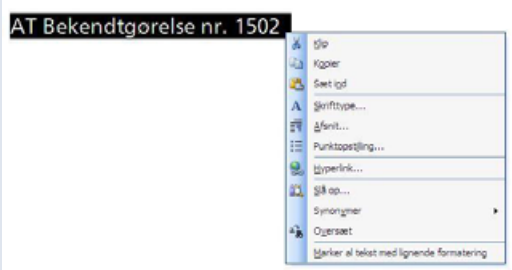 AT Bekendtgørelse nr. 1502
Klip
Kopier
Sæt ind
Skrifttype...
Afsnit...
Punktopstilling...
Hyperlink...
Slå op...
Synonymer
Oversæt
Marker al tekst med lignende formatering